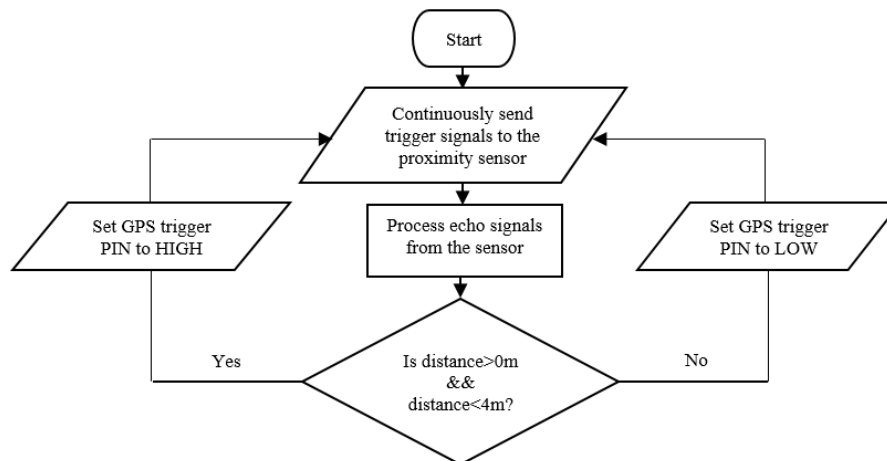 Start
Continuously send
trigger signals to the
proximity sensor
Set GPS trigger
PIN to HIGH
Process echo signals
from the sensor
Set GPS trigger
PIN to LOW
Yes
Is distance>0m
&&
distance<4m?
No